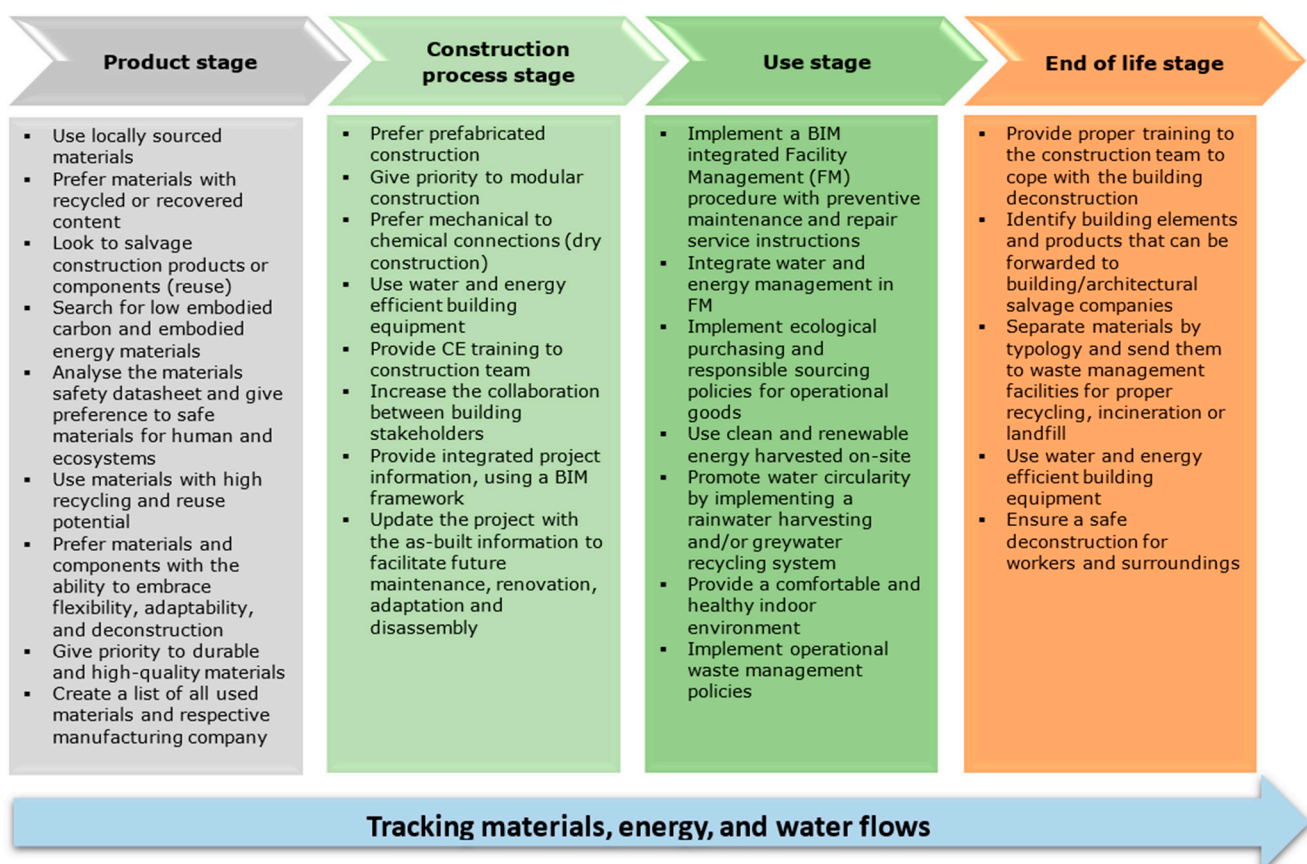 Product stage
▪ Use locally sourced
materials
▪ Prefer materials with
recycled or recovered
content
▪ Look to salvage
construction products or
components (reuse)
▪ Search for low embodied
carbon and embodied
energy materials
▪ Analyse the materials
safety datasheet and give
preference to safe
materials for human and
ecosystems
▪ Use materials with high
recycling and reuse
potential
▪ Prefer materials and
components with the
ability to embrace
flexibility, adaptability,
and deconstruction
▪ Give priority to durable
and high-quality materials
▪ Create a list of all used
materials and respective
manufacturing company
Construction
process stage
▪ Prefer prefabricated
construction
▪ Give priority to modular
construction
▪ Prefer mechanical to
chemical connections (dry
construction)
▪ Use water and energy
efficient building
equipment
▪ Provide CE training to
construction team
▪ Increase the collaboration
between building
stakeholders
▪ Provide integrated project
information, using a BIM
framework
▪ Update the project with
the as-built information to
facilitate future
maintenance, renovation,
adaptation and
disassembly
Use stage
▪ Implement a BIM
integrated Facility
Management (FM)
procedure with preventive
maintenance and repair
service instructions
▪ Integrate water and
energy management in
FM
▪ Implement ecological
purchasing and
responsible sourcing
policies for operational
goods
▪ Use clean and renewable
energy harvested on-site
▪ Promote water circularity
by implementing a
rainwater harvesting
and/or greywater
recycling system
▪ Provide a comfortable and
healthy indoor
environment
▪ Implement operational
waste management
policies
End of life stage
▪ Provide proper training to
the construction team to
cope with the building
deconstruction
▪ Identify building elements
and products that can be
forwarded to
building/architectural
salvage companies
▪ Separate materials by
typology and send them
to waste management
facilities for proper
recycling, incineration or
landfill
▪ Use water and energy
efficient building
equipment
▪ Ensure a safe
deconstruction for
workers and surroundings
Tracking materials, energy, and water flows